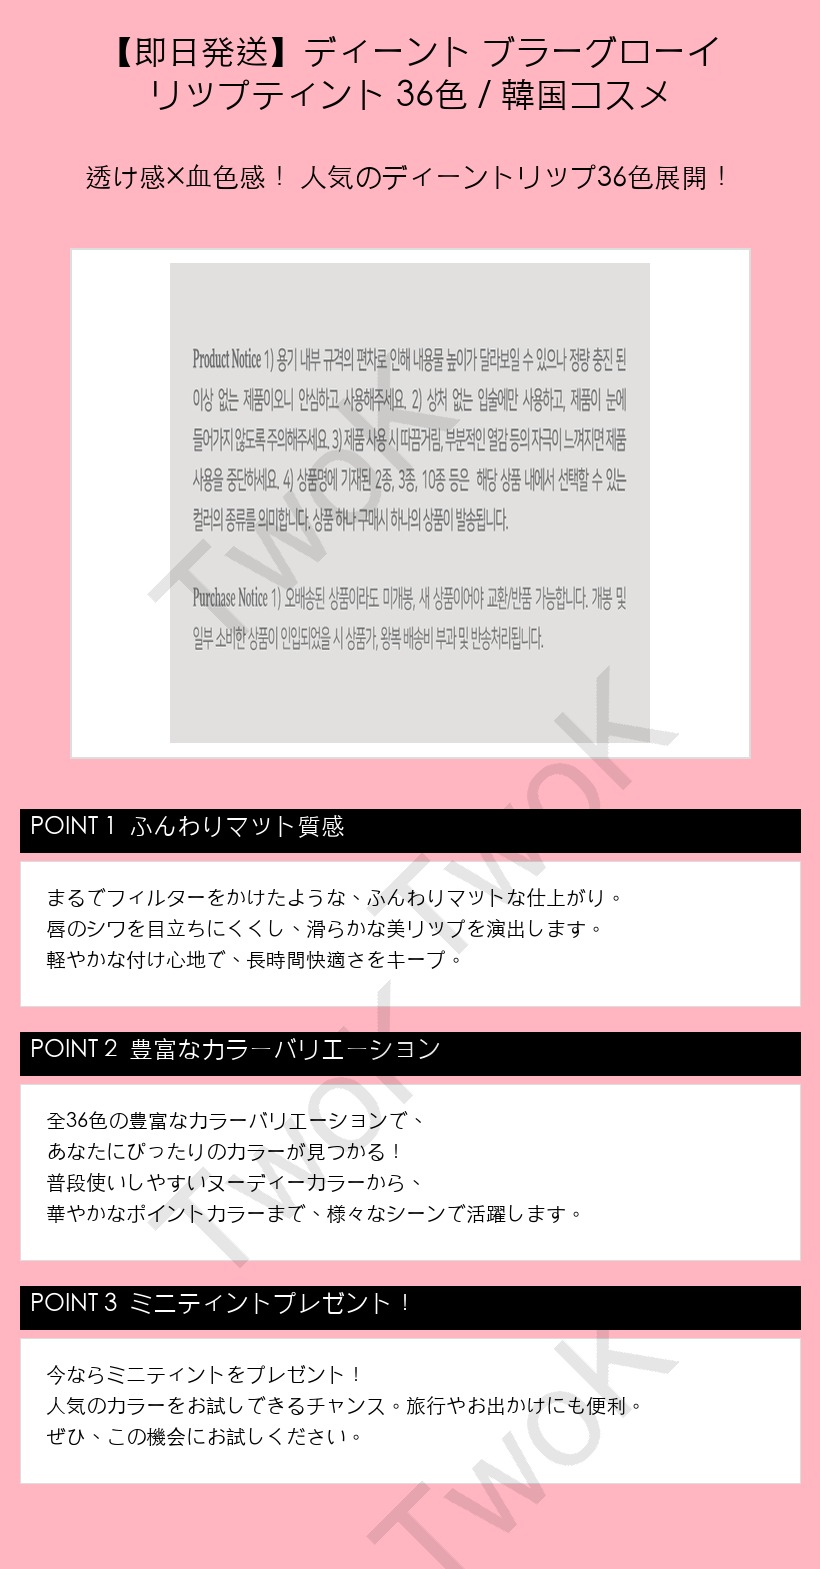 【即日発送】ディーント ブラーグローイ
リップティント 36色 / 韓国コスメ
透け感×血色感！ 人気のディーントリップ36色展開！
Product Notice 1) 용기 내부 규격의 편차로 인해 내용물 높이가 달라보일 수 있으나 정량 충진 된
이상 없는 제품이오니 안심하고 사용해주세요. 2) 상처 없는 입술에만 사용하고, 제품이 눈에
들어가지 않도록 주의해주세요. 3) 제품 사용 시 따끔거림, 부분적인 열감 등의 자극이 느껴지면 제품
사용을 중단하세요. 4) 상품명에 기재된 2종, 3종, 10종 등은 해당 상품 내에서 선택할 수 있는
컬러의 종류를 의미합니다. 상품 하나 구매시 하나의 상품이 발송됩니다.
Purchase Notice 1) 오배송된 상품이라도 미개봉, 새 상품이어야 교환/반품 가능합니다. 개봉 및
일부 소비한 상품이 인입되었을 시 상품가, 왕복 배송비 부과 및 반송처리됩니다.
POINT 1 ふんわりマット質感
まるでフィルターをかけたような、ふんわりマットな仕上がり。
唇のシワを目立ちにくくし、滑らかな美リップを演出します。
軽やかな付け心地で、長時間快適さをキープ。
POINT 2 豊富なカラーバリエーション
全36色の豊富なカラーバリエーションで、
あなたにぴったりのカラーが見つかる！
普段使いしやすいヌーディーカラーから、
華やかなポイントカラーまで、様々なシーンで活躍します。
POINT 3 ミニティントプレゼント！
今ならミニティントをプレゼント！
人気のカラーをお試しできるチャンス。旅行やお出かけにも便利。
ぜひ、この機会にお試しください。
TwoK
TwoK
TwoK
TwoK